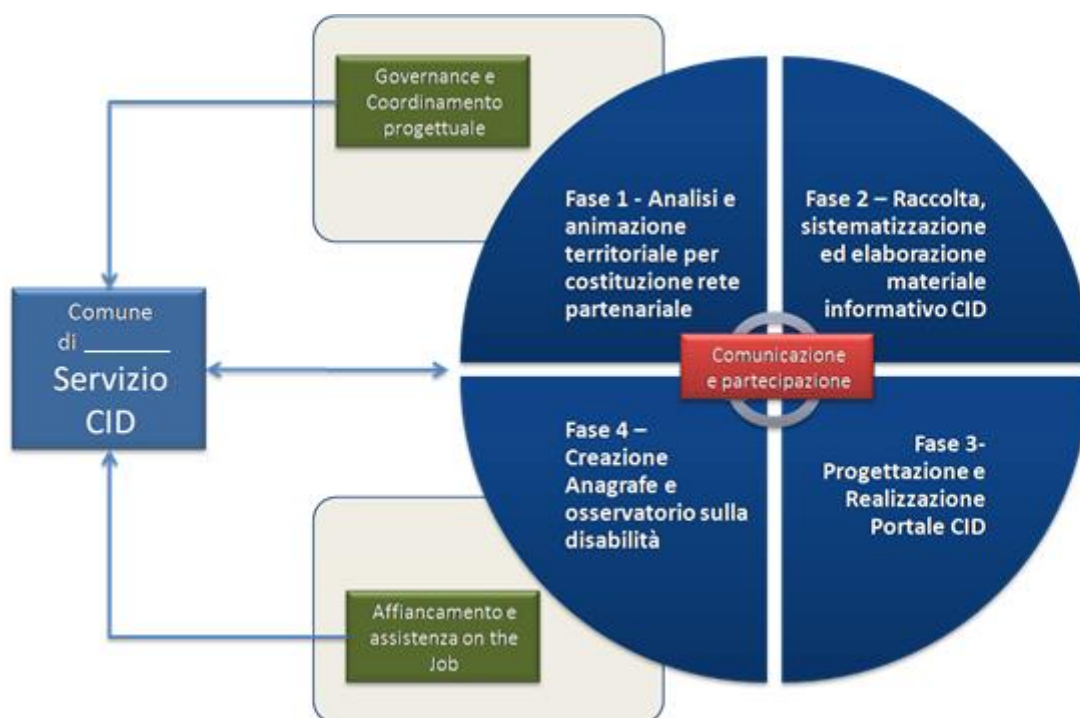 Governance e
Coordinamento
progettuale
Fase 1 - Analisi e
animazione
territoriale per
costituzione rete
partenariale
Fase 2 – Raccolta,
sistematizzazione
ed elaborazione
materiale
informativo CID
Comune
di _________
Servizio
CID
Comunicazione
e partecipazione
Fase 4 –
Creazione
Anagrafe e
osservatorio sulla
disabilità
Fase 3-
Progettazione e
Realizzazione
Portale CID
Affiancamento e
assistenza on the
Job